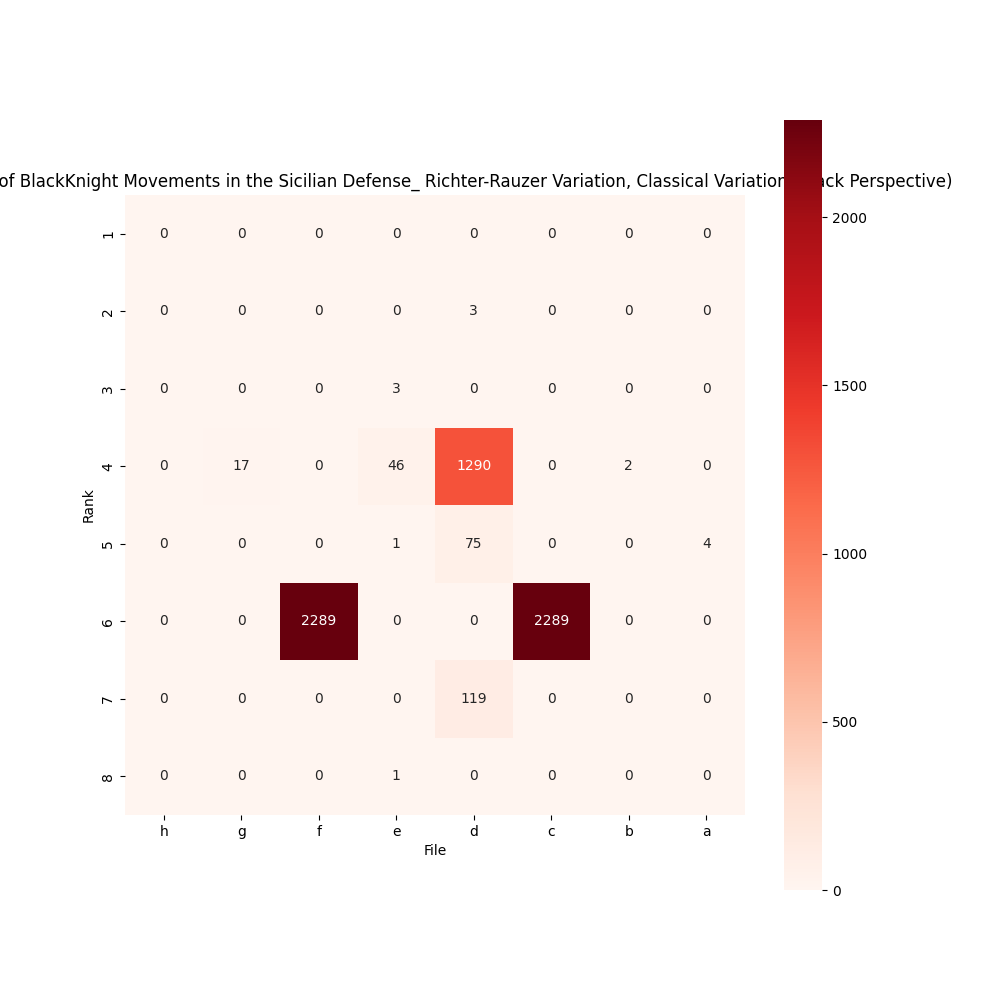 of BlackKnight Movements in the Sicilian Defense_ Richter-Rauzer Variation, Classical Variation ack Perspective)
1 0 0 0 0 0 0 0 0
2 0 0 0 0 3 0 0 0
3 0 0 0 3 0 0 0 0
4 0 17 0 46 1290 0 2 0
5 0 0 0 1 75 0 0 4
6 0 0 2289 0 0 2289 0 0
7 0 0 0 0 119 0 0 0
8 0 0 0 1 0 0 0 0
h g f e d c b a
File
Rank
2000
1500
1000
500
0